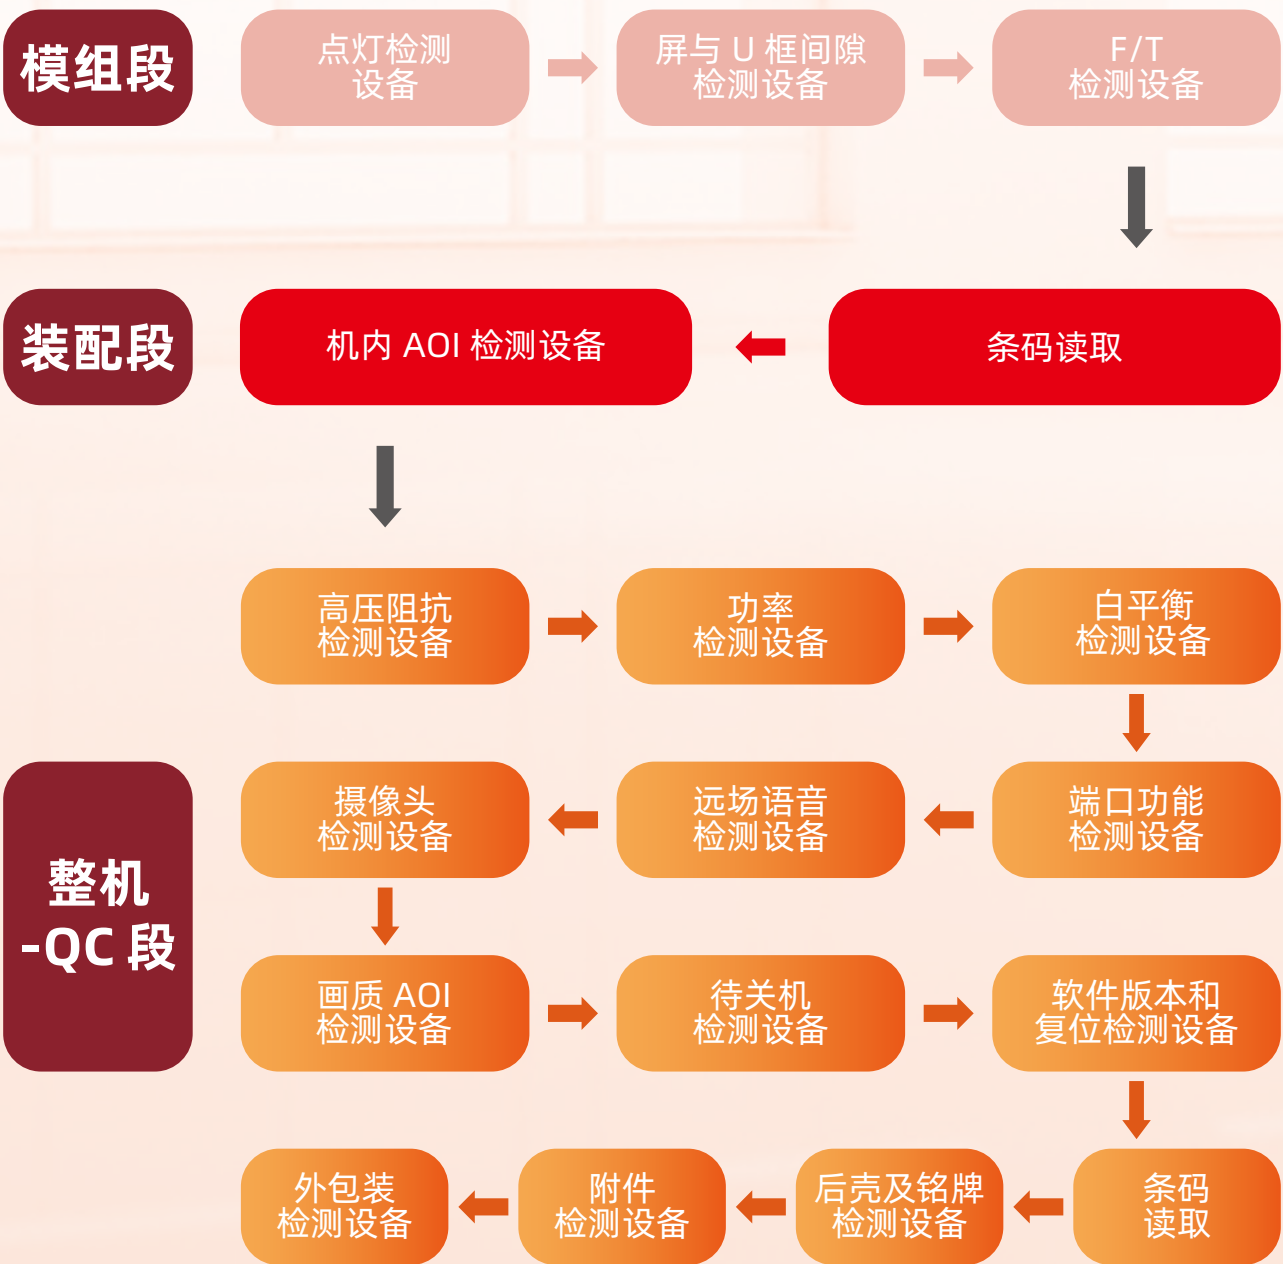 模组段
点灯检测
设备
屏与 U 框间隙
检测设备
F/T
检测设备
装配段
机内 AOI 检测设备
条码读取
高压阻抗
检测设备
功率
检测设备
白平衡
检测设备
整机
-QC 段
摄像头
检测设备
远场语音
检测设备
端口功能
检测设备
画质 AOI
检测设备
待关机
检测设备
软件版本和
复位检测设备
外包装
检测设备
附件
检测设备
后壳及铭牌
检测设备
条码
读取